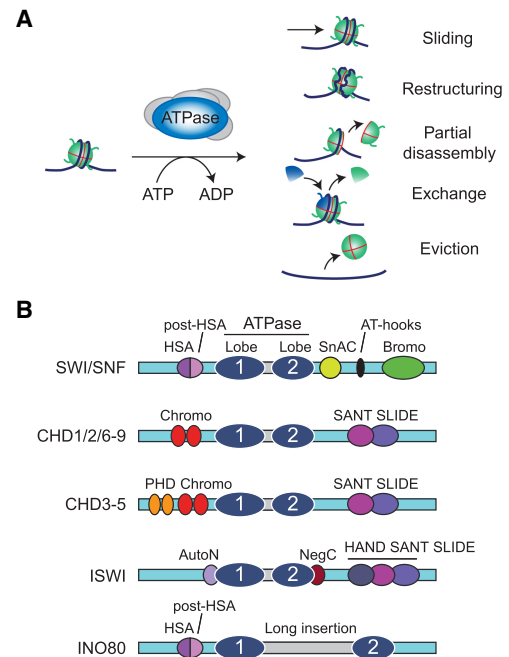 A
ATPase
ATP
ADP
Sliding
Restructuring
Partial
disassembly
Exchange
Eviction
B
post-HSA
ATPase
AT-hooks
HSA
Lobe
Lobe
SnAC
Bromo
SWI/SNF
1
2
Chromo
SANT SLIDE
CHD1/2/6-9
1
2
PHD Chromo
SANT SLIDE
CHD3-5
1
2
AutoN
NegC
HAND SANT SLIDE
ISWI
1
2
post-HSA
HSA
Long insertion
INO80
1
2